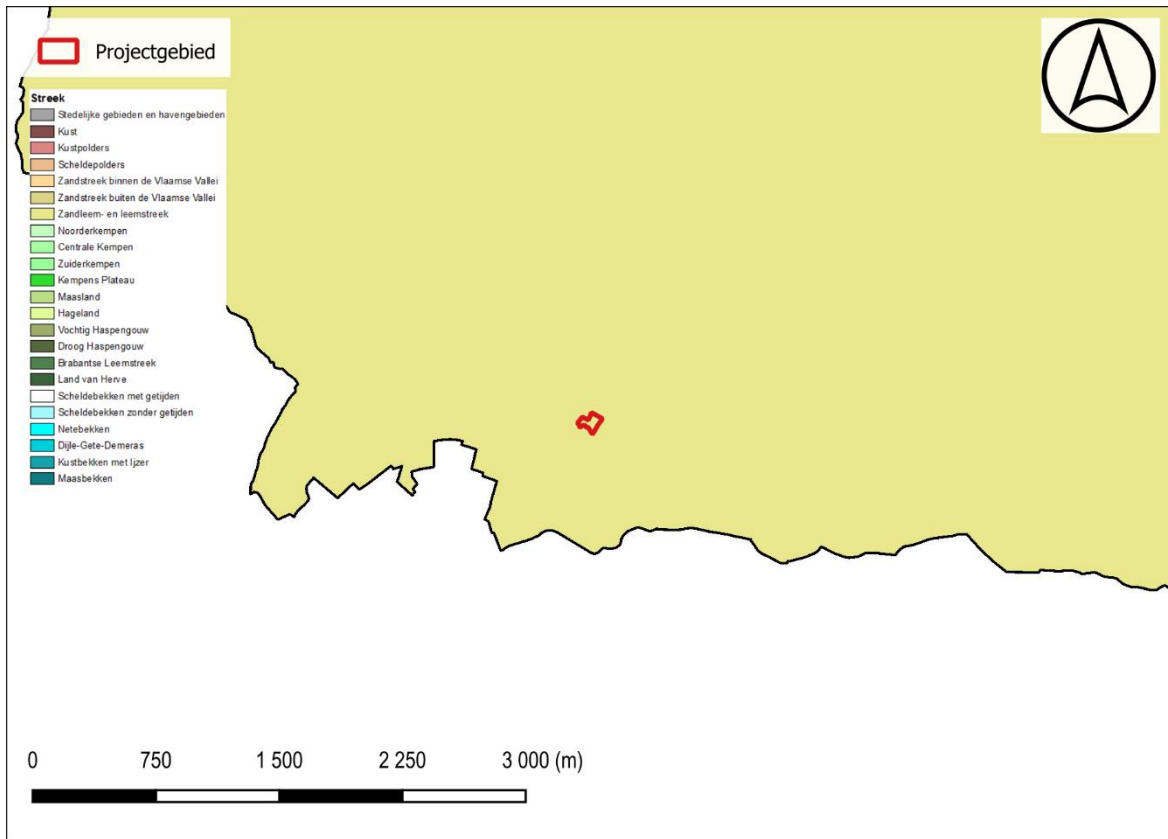 Projectgebied
Streek
Stedelijke gebieden en havengebieden
Kust
Kustpolders
Scheldepolders
Zandstreek binnen de Vlaamse Vallei
Zandstreek buiten de Vlaamse Vallei
Zandleem- en leemstreek
Noorderkempen
Centrale Kempen
Zuiderkempen
Kempens Plateau
Maasland
Hageland
Vochtig Haspengouw
Droog Haspengouw
Brabantse Leemstreek
Land van Herve
Scheldebekken met getijden
Scheldebekken zonder getijden
Netebekken
Dijle-Gete-Demeras
Kustbekken met Ijzer
Maasbekken
0 750 1 500 2 250 3 000 (m)